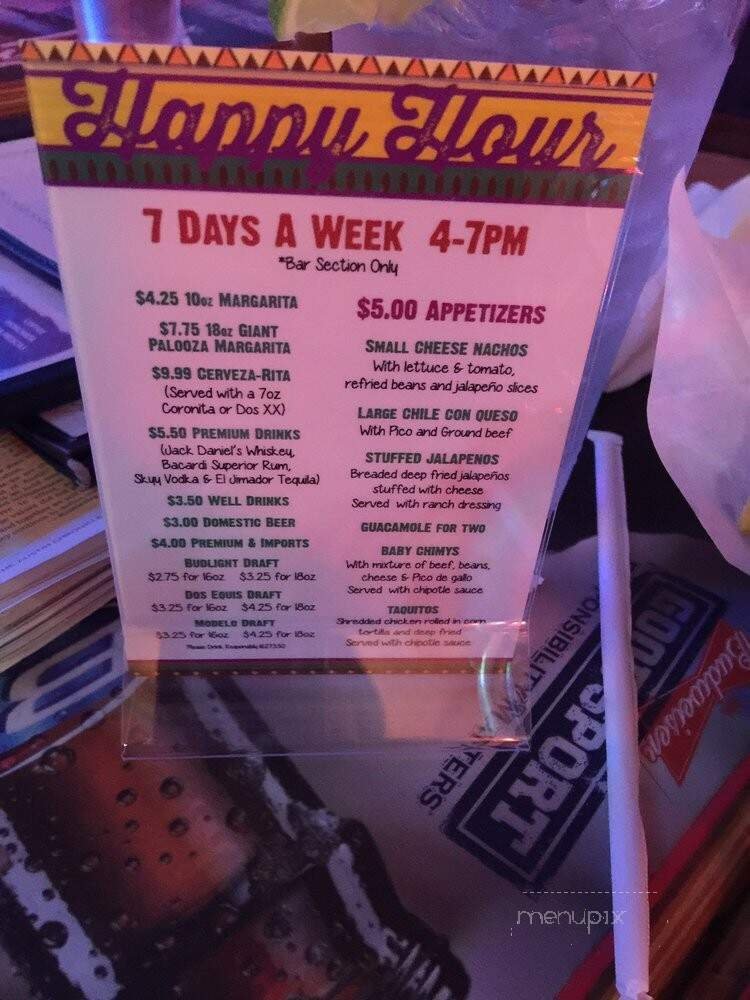 Happy Hour
7 DAYS A WEEK 4-7PM
*Bar Section Only
$4.25 10oz MARGARITA
$7.75 18oz GIANT
PALOOZA MARGARITA
$9.99 CERVEZA-RITA
(Served with a 7oz
Coronita or Dos XX)
$5.50 PREMIUM DRINKS
(Jack Daniel's Whiskey,
Bacardi Superior Rum,
Skyy Vodka & El Jimador Tequila)
$3.50 WELL DRINKS
$3.00 DOMESTIC BEER
$4.00 PREMIUM & IMPORTS
BUDLIGHT DRAFT
$2.75 for 16oz $3.25 for 18oz
DOS EQUIS DRAFT
$3.25 for 16oz $4.25 for 18oz
MODELO DRAFT
$3.25 for 16oz $4.25 for 18oz
Please Drink Responsibly
$5.00 APPETIZERS
SMALL CHEESE NACHOS
With lettuce & tomato,
refried beans and jalapeño slices
LARGE CHILE CON QUESO
With Pico and Ground beef
STUFFED JALAPENOS
Breaded deep fried jalapeños
stuffed with cheese
Served with ranch dressing
GUACAMOLE FOR TWO
BABY CHIMYS
With mixture of beef, beans,
cheese & Pico de gallo
Served with chipotle sauce
TAQUITOS
Shredded chicken rolled in corn
tortilla and deep fried
Served with chipotle sauce
Budweiser
GOOD SPORT
menupix